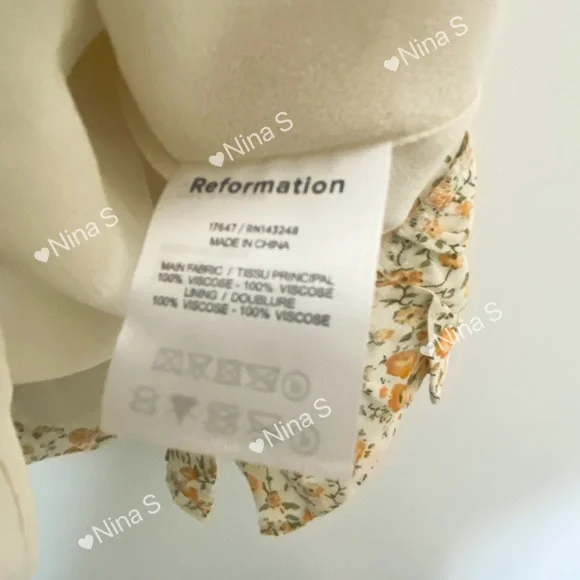 ♥Nina S
♥Nina S
Reformation
17647 / RN143248
MADE IN CHINA
♥Nina S
MAIN FABRIC / TISSU PRINCIPAL
100% VISCOSE - 100% VISCOSE
LINING / DOUBLURE
100% VISCOSE - 100% VISCOSE
♥Nina S
♥Nina S
♥Nina S